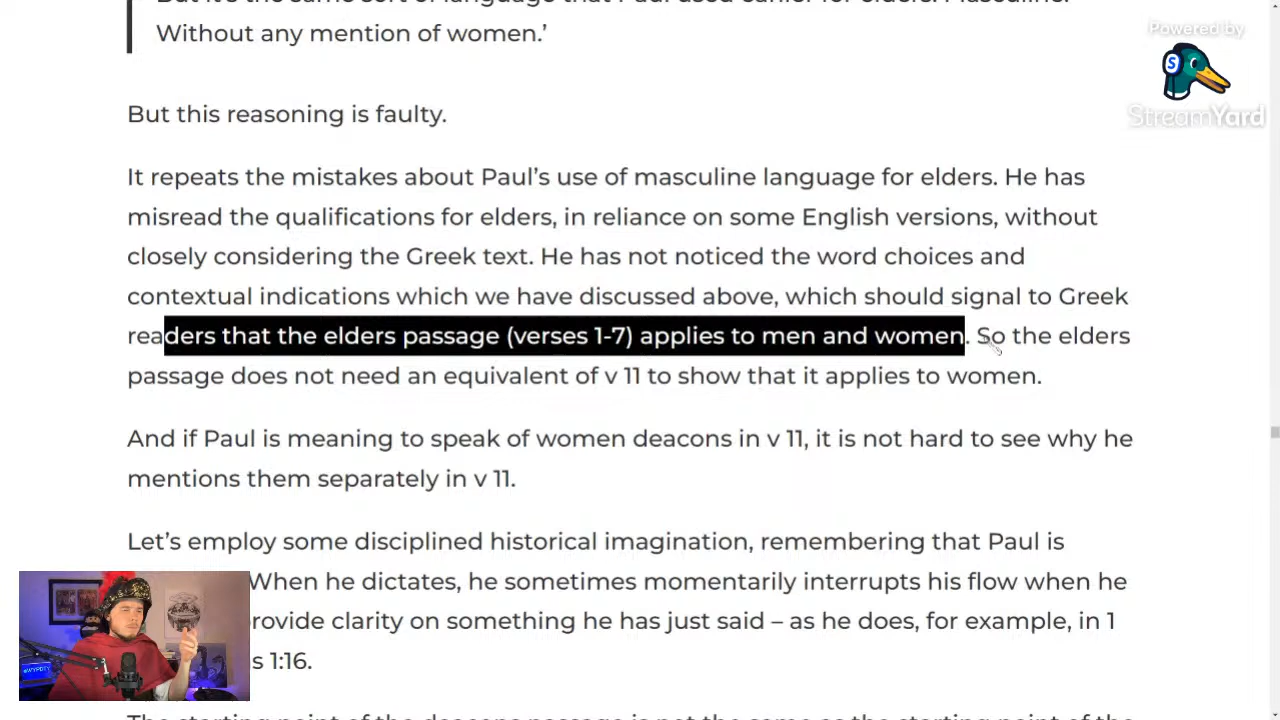 Without any mention of women.’
But this reasoning is faulty.
It repeats the mistakes about Paul’s use of masculine language for elders. He has
misread the qualifications for elders, in reliance on some English versions, without
closely considering the Greek text. He has not noticed the word choices and
contextual indications which we have discussed above, which should signal to Greek
readers that the elders passage (verses 1-7) applies to men and women. So the elders
passage does not need an equivalent of v 11 to show that it applies to women.
And if Paul is meaning to speak of women deacons in v 11, it is not hard to see why he
mentions them separately in v 11.
Let’s employ some disciplined historical imagination, remembering that Paul is
When he dictates, he sometimes momentarily interrupts his flow when he
provide clarity on something he has just said – as he does, for example, in 1
s 1:16.
Powered by
S
StreamYard
#WYPDTY